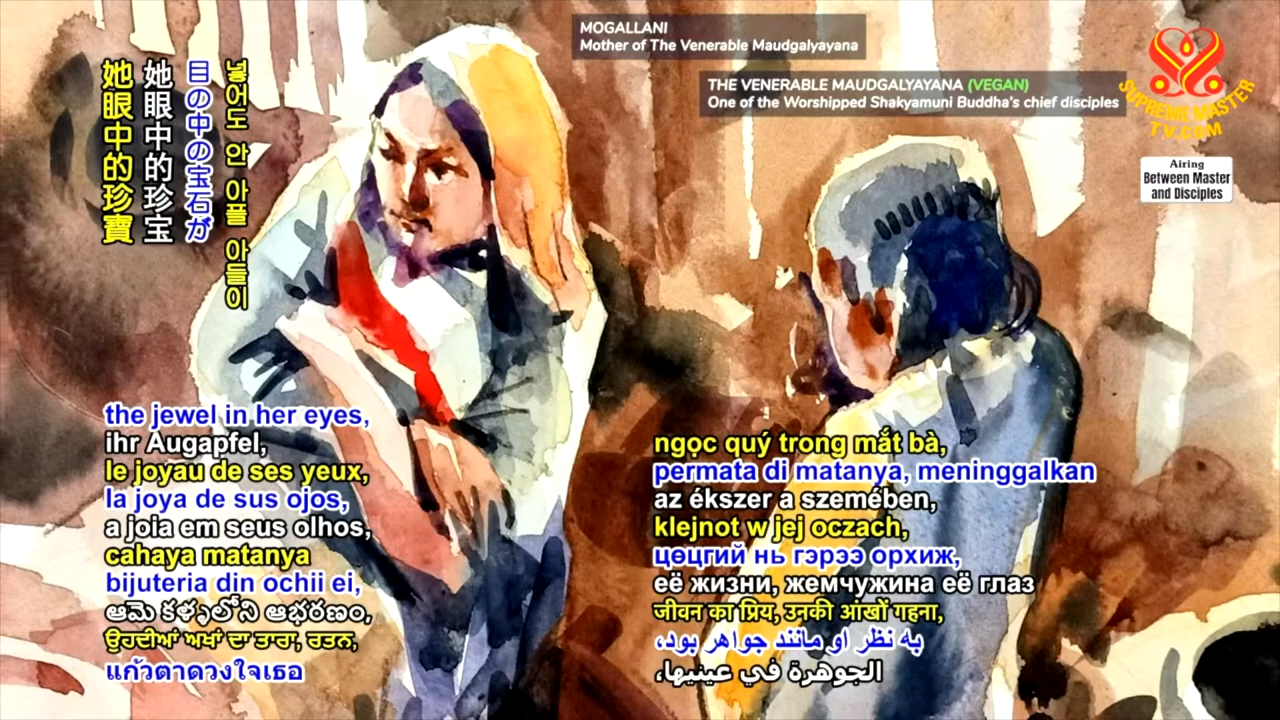 MOGALLANI
Mother of The Venerable Maudgalyayana
THE VENERABLE MAUDGALYAYANA (VEGAN)
One of the Worshipped Shakyamuni Buddha's chief disciples
SUPREME MASTER
TV.COM
Airing
Between Master
and Disciples
她眼中的珍寶
她眼中的珍宝
目の中の宝石が
넣어도 안 아플 아들이
the jewel in her eyes,
ihr Augapfel,
le joyau de ses yeux,
la joya de sus ojos,
a joia em seus olhos,
cahaya matanya
bijuteria din ochii ei,
ఆమె కళ్ళలోని ఆభరణం,
ਉਹਦੀਆਂ ਅਖਾਂ ਦਾ ਤਾਰਾ, ਰਤਨ,
แก้วตาดวงใจเธอ
ngọc quý trong mắt bà,
permata di matanya, meninggalkan
az ékszer a szemében,
klejnot w jej oczach,
цөцгий нь гэрээ орхиж,
её жизни, жемчужина её глаз
जीवन का प्रिय, उनकी आंखों गहना,
به نظر او مانند جواهر بود،
الجوهرة في عينيها،